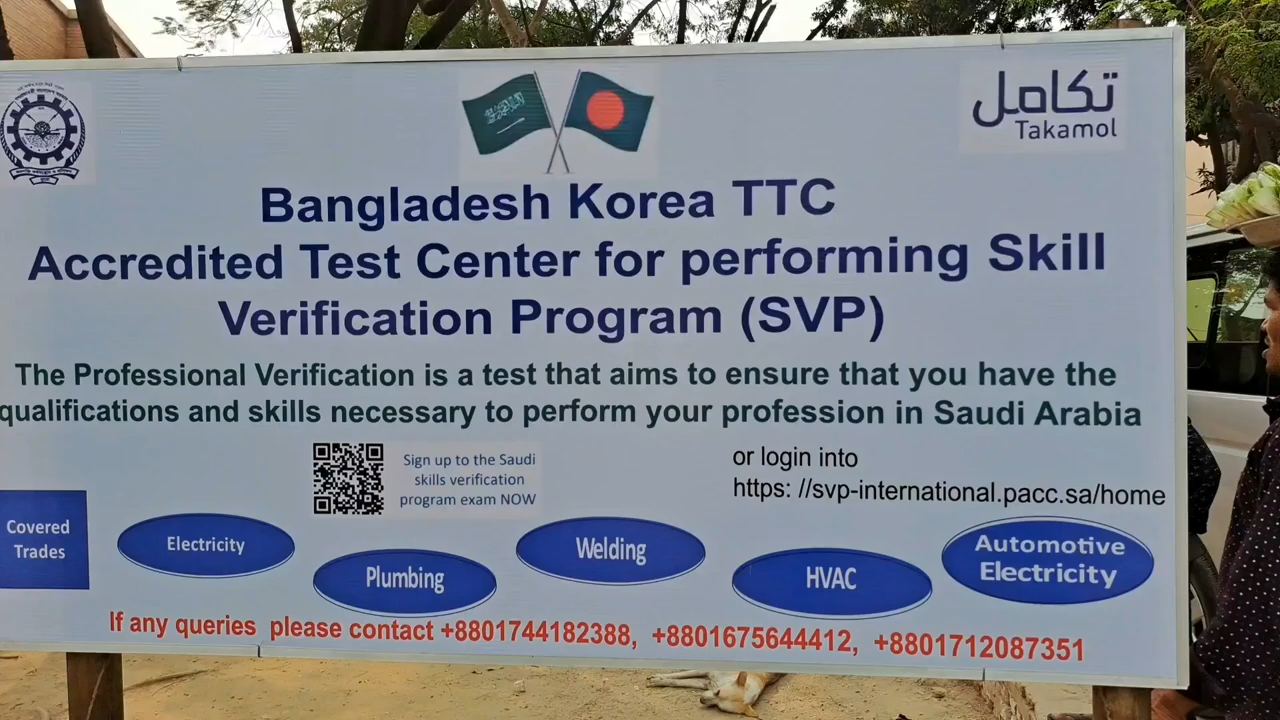 تكامل
Takamol
Bangladesh Korea TTC
Accredited Test Center for performing Skill
Verification Program (SVP)
The Professional Verification is a test that aims to ensure that you have the
qualifications and skills necessary to perform your profession in Saudi Arabia
Sign up to the Saudi
skills verification
program exam NOW
or login into
https: //svp-international.pacc.sa/home
Covered
Trades
Electricity
Plumbing
Welding
HVAC
Automotive
Electricity
If any queries please contact +8801744182388, +8801675644412, +8801712087351